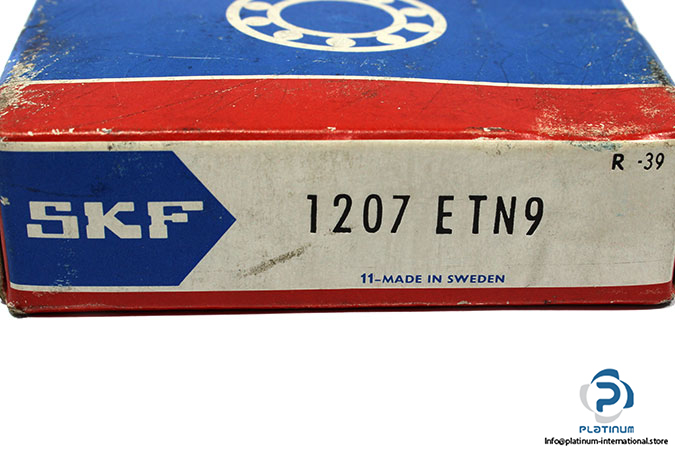 R -39
SKF 1207 ETN9
11-MADE IN SWEDEN
PLATINUM
Info@platinum-international.store